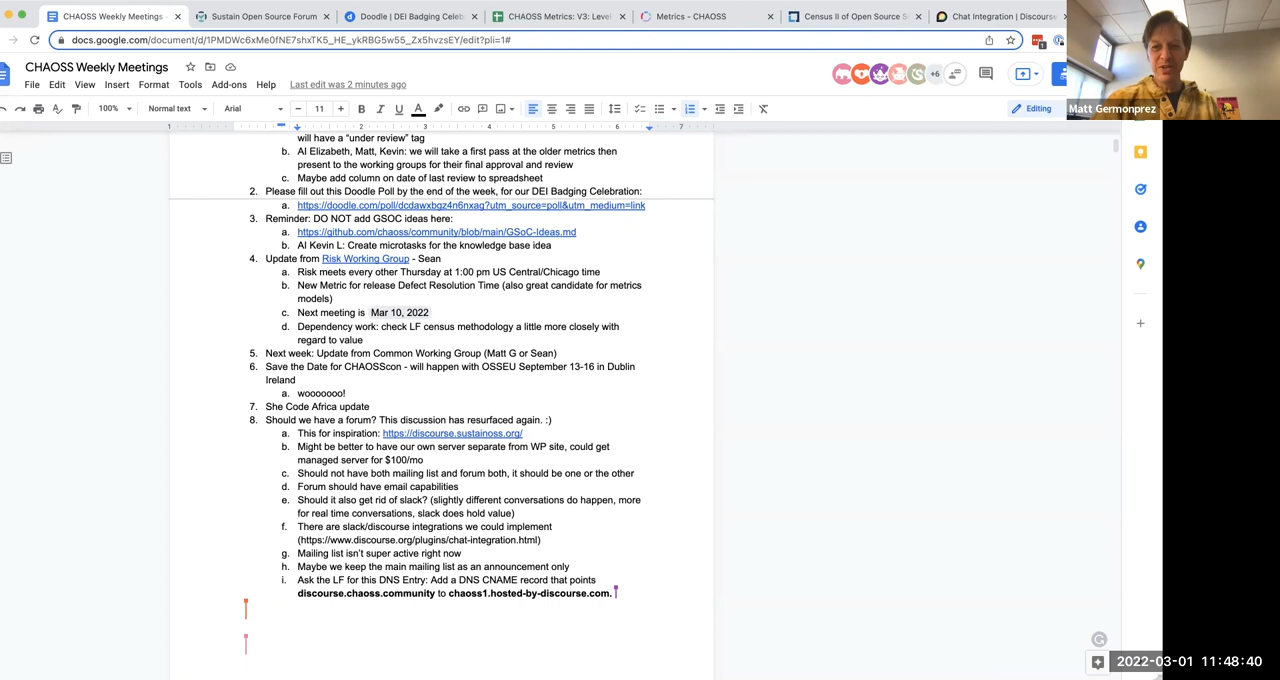 CHAOSS Weekly Meetings -
Sustain Open Source Forum
Doodle | DEI Badging Celeb
CHAOSS Metrics: V3: Level
Metrics - CHAOSS
Census II of Open Source S
Chat Integration | Discourse
docs.google.com/document/d/1PMDWc6xMe0fNE7shxTK5_HE_ykRBG5w55_Zx5hvzsEY/edit?pli=1#
CHAOSS Weekly Meetings
File Edit View Insert Format Tools Add-ons Help Last edit was 2 minutes ago
+6
Matt Germonprez
100% Normal text Arial 11 Editing
1 1 2 3 4 5 6 7
will have a "under review" tag
b. AI Elizabeth, Matt, Kevin: we will take a first pass at the older metrics then
present to the working groups for their final approval and review
c. Maybe add column on date of last review to spreadsheet
2. Please fill out this Doodle Poll by the end of the week, for our DEI Badging Celebration:
a. https://doodle.com/poll/dcdawxbgz4n6nxag?utm_source=poll&utm_medium=link
3. Reminder: DO NOT add GSOC ideas here:
a. https://github.com/chaoss/community/blob/main/GSoC-Ideas.md
b. AI Kevin L: Create microtasks for the knowledge base idea
4. Update from Risk Working Group - Sean
a. Risk meets every other Thursday at 1:00 pm US Central/Chicago time
b. New Metric for release Defect Resolution Time (also great candidate for metrics
models)
c. Next meeting is Mar 10, 2022
d. Dependency work: check LF census methodology a little more closely with
regard to value
5. Next week: Update from Common Working Group (Matt G or Sean)
6. Save the Date for CHAOSScon - will happen with OSSEU September 13-16 in Dublin
Ireland
a. wooooooo!
7. She Code Africa update
8. Should we have a forum? This discussion has resurfaced again. :)
a. This for inspiration: https://discourse.sustainoss.org/
b. Might be better to have our own server separate from WP site, could get
managed server for $100/mo
c. Should not have both mailing list and forum both, it should be one or the other
d. Forum should have email capabilities
e. Should it also get rid of slack? (slightly different conversations do happen, more
for real time conversations, slack does hold value)
f. There are slack/discourse integrations we could implement
(https://www.discourse.org/plugins/chat-integration.html)
g. Mailing list isn't super active right now
h. Maybe we keep the main mailing list as an announcement only
i. Ask the LF for this DNS Entry: Add a DNS CNAME record that points
discourse.chaoss.community to chaoss1.hosted-by-discourse.com.
2022-03-01 11:48:40